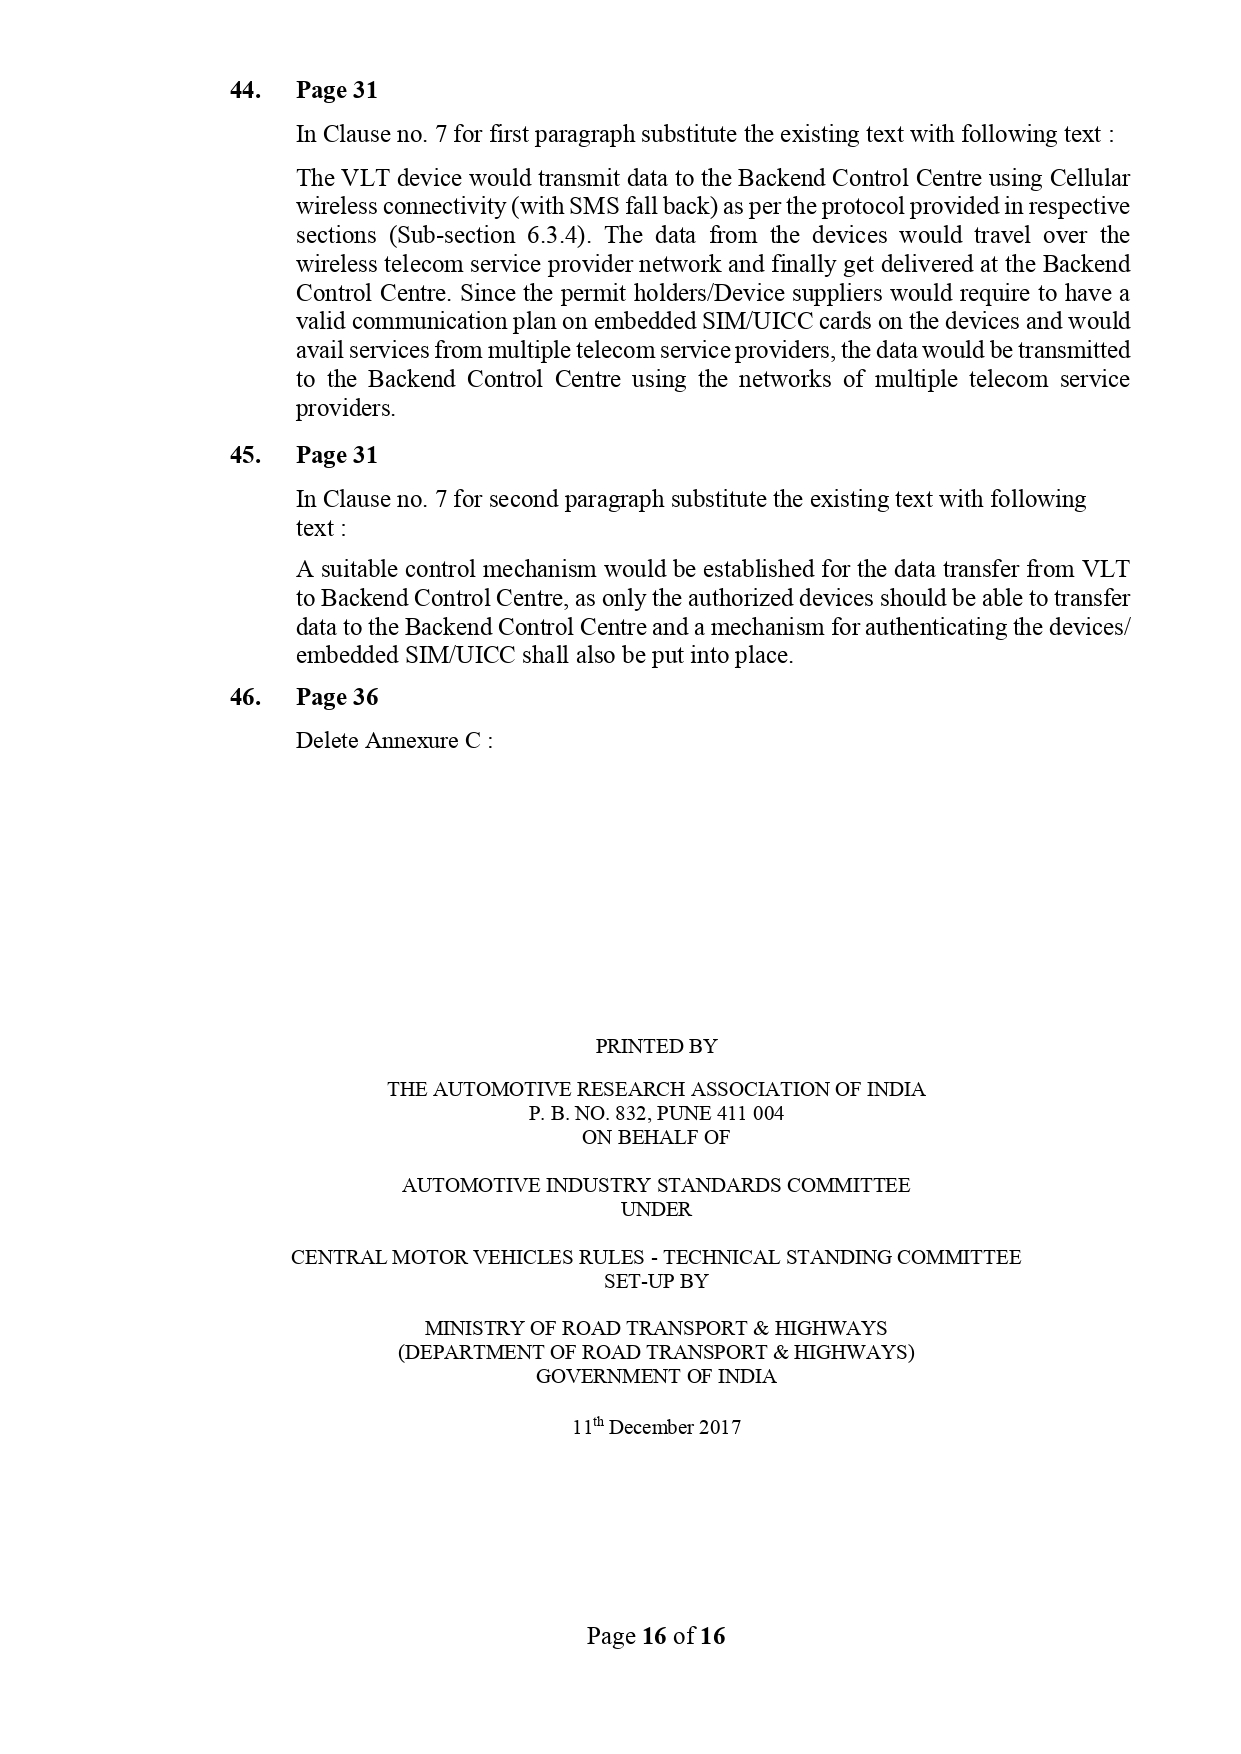 44. Page 31
In Clause no. 7 for first paragraph substitute the existing text with following text :
The VLT device would transmit data to the Backend Control Centre using Cellular
wireless connectivity (with SMS fall back) as per the protocol provided in respective
sections (Sub-section 6.3.4). The data from the devices would travel over the
wireless telecom service provider network and finally get delivered at the Backend
Control Centre. Since the permit holders/Device suppliers would require to have a
valid communication plan on embedded SIM/UICC cards on the devices and would
avail services from multiple telecom service providers, the data would be transmitted
to the Backend Control Centre using the networks of multiple telecom service
providers.
45. Page 31
In Clause no. 7 for second paragraph substitute the existing text with following
text :
A suitable control mechanism would be established for the data transfer from VLT
to Backend Control Centre, as only the authorized devices should be able to transfer
data to the Backend Control Centre and a mechanism for authenticating the devices/
embedded SIM/UICC shall also be put into place.
46. Page 36
Delete Annexure C :
PRINTED BY
THE AUTOMOTIVE RESEARCH ASSOCIATION OF INDIA
P. B. NO. 832, PUNE 411 004
ON BEHALF OF
AUTOMOTIVE INDUSTRY STANDARDS COMMITTEE
UNDER
CENTRAL MOTOR VEHICLES RULES - TECHNICAL STANDING COMMITTEE
SET-UP BY
MINISTRY OF ROAD TRANSPORT & HIGHWAYS
(DEPARTMENT OF ROAD TRANSPORT & HIGHWAYS)
GOVERNMENT OF INDIA
11th December 2017
Page 16 of 16